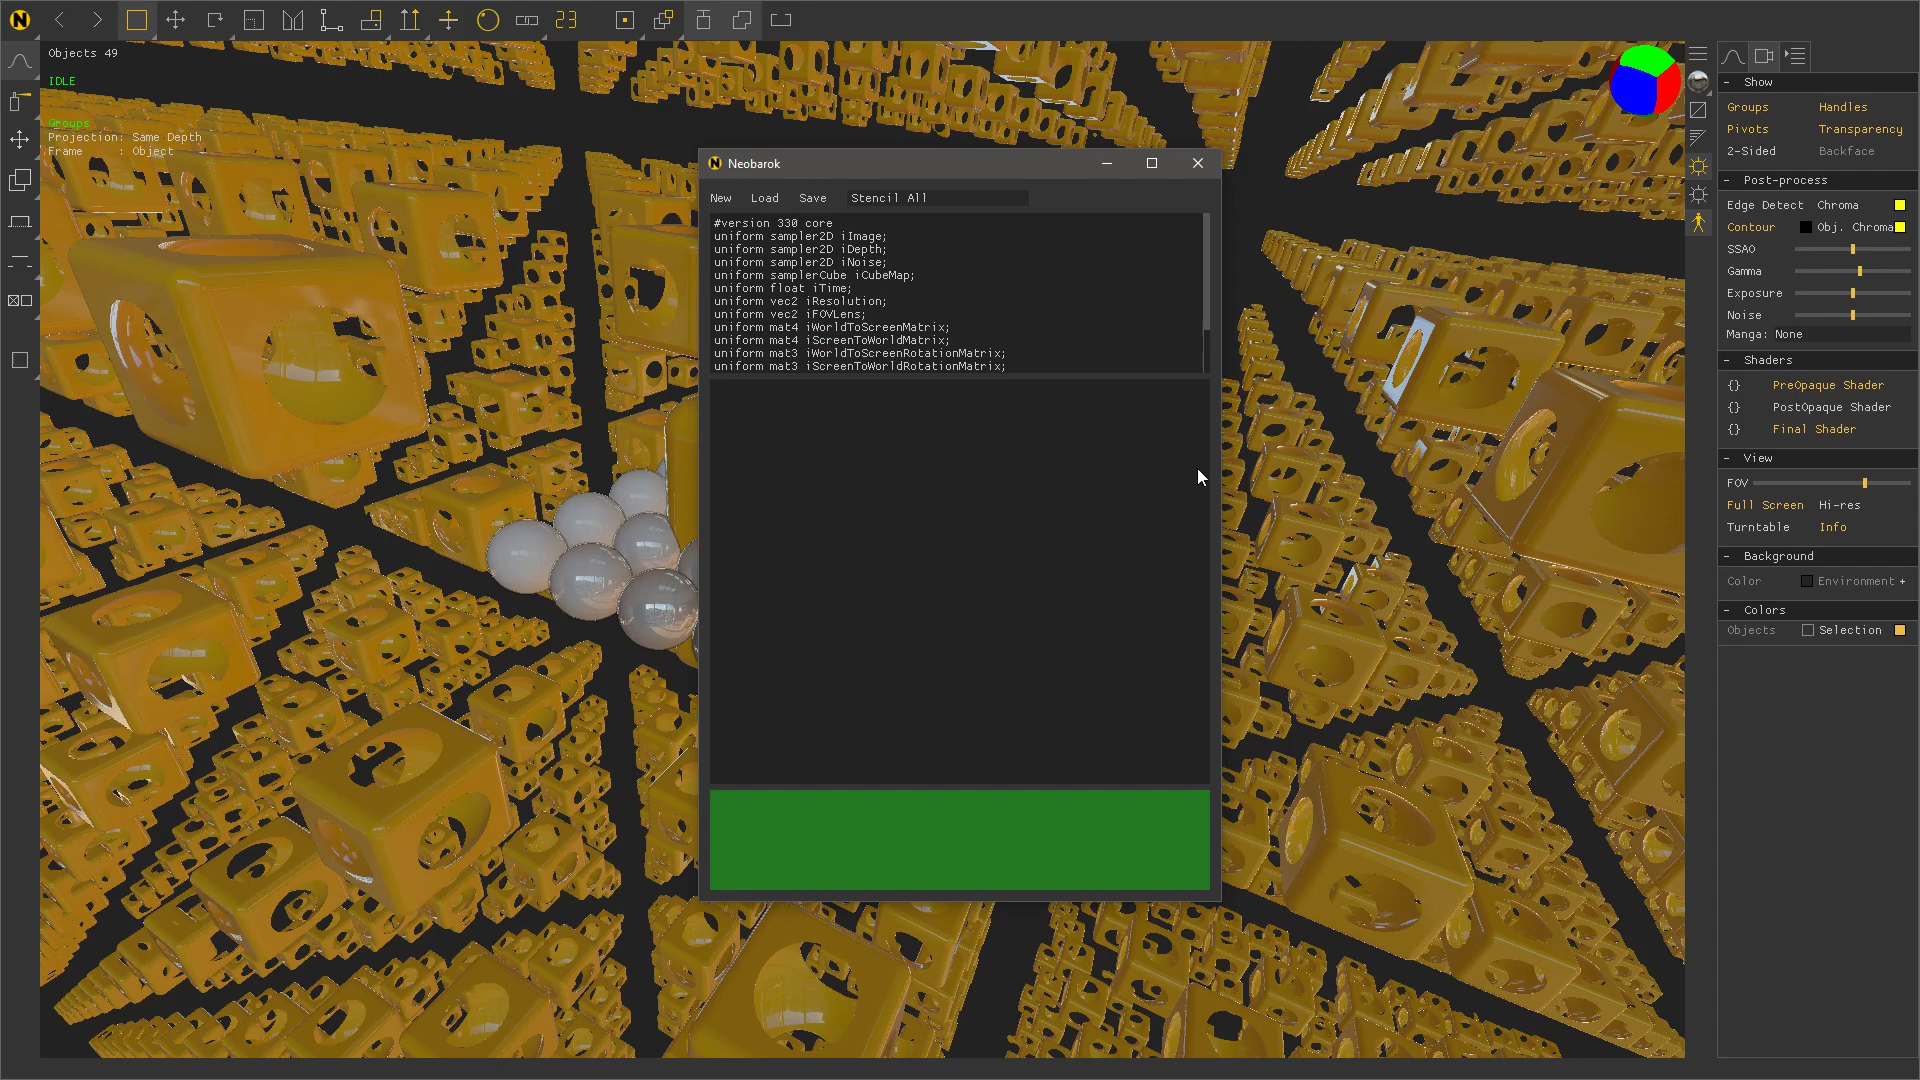 23
Objects 49
IDLE
Groups
Projection: Same Depth
Frame : Object
Neobarok
New Load Save Stencil All
#version 330 core
uniform sampler2D iImage;
uniform sampler2D iDepth;
uniform sampler2D iNoise;
uniform samplerCube iCubeMap;
uniform float iTime;
uniform vec2 iResolution;
uniform vec2 iFOVLens;
uniform mat4 iWorldToScreenMatrix;
uniform mat4 iScreenToWorldMatrix;
uniform mat3 iWorldToScreenRotationMatrix;
uniform mat3 iScreenToWorldRotationMatrix;
- Show
Groups Handles
Pivots Transparency
2-Sided Backface
- Post-process
Edge Detect Chroma
Contour Obj. Chroma
SSAO
Gamma
Exposure
Noise
Manga: None
- Shaders
{} PreOpaque Shader
{} PostOpaque Shader
{} Final Shader
- View
FOV
Full Screen Hi-res
Turntable Info
- Background
Color Environment +
- Colors
Objects Selection